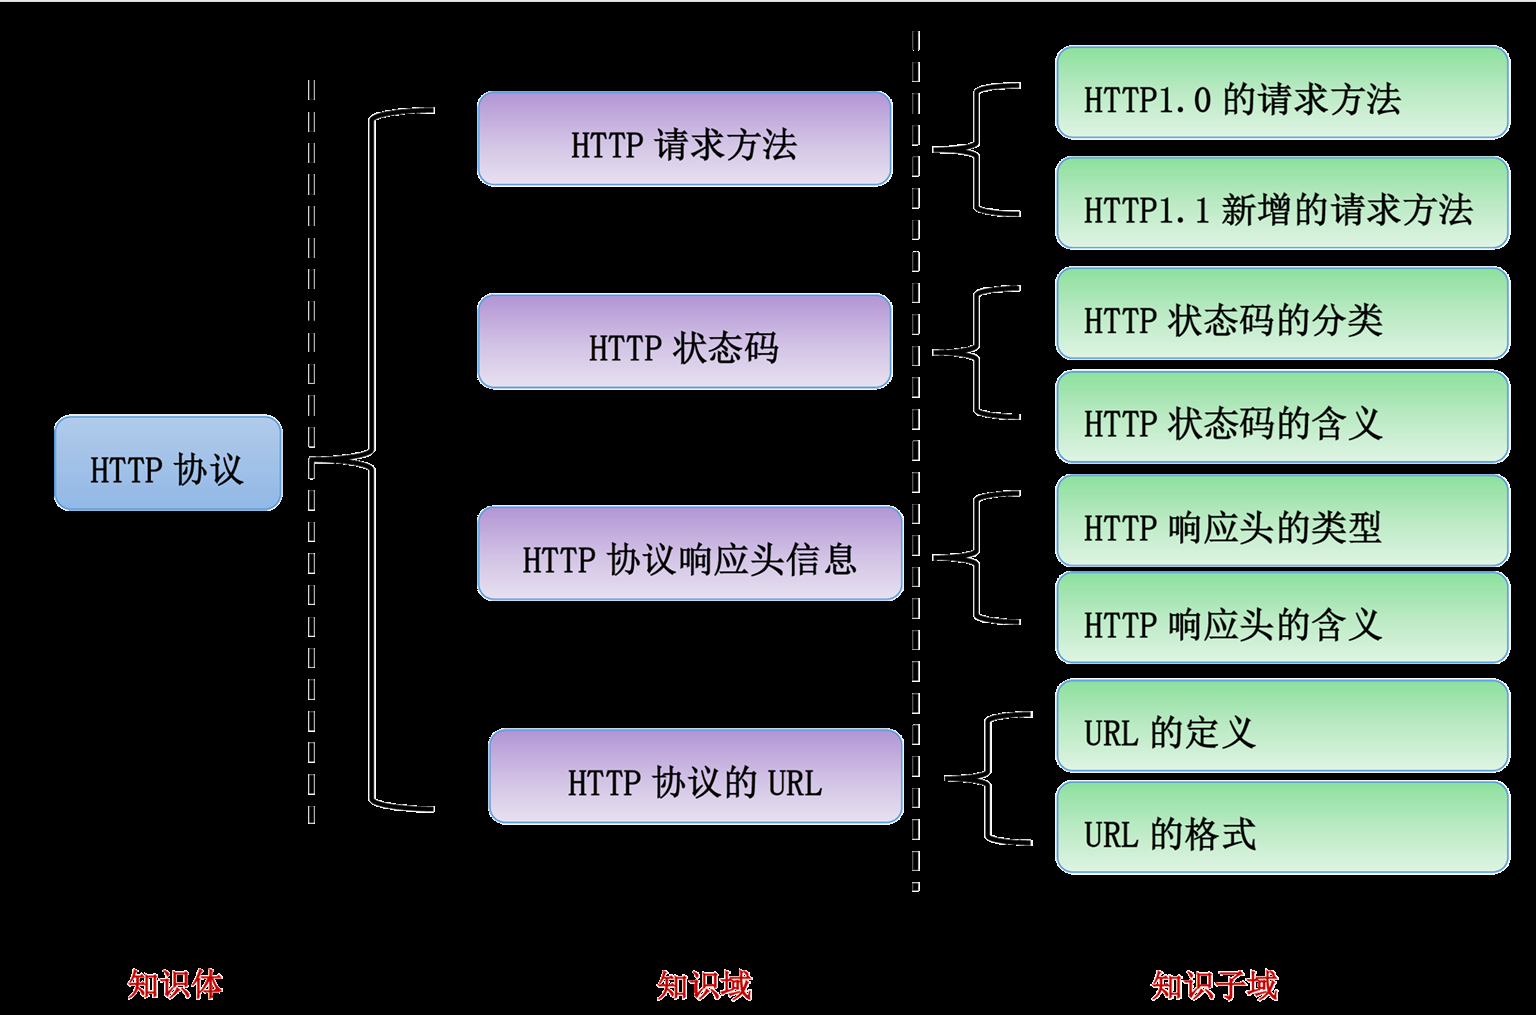 HTTP 协议
HTTP 请求方法
HTTP 状态码
HTTP 协议响应头信息
HTTP 协议的 URL
HTTP1.0 的请求方法
HTTP1.1 新增的请求方法
HTTP 状态码的分类
HTTP 状态码的含义
HTTP 响应头的类型
HTTP 响应头的含义
URL 的定义
URL 的格式
知识体
知识域
知识子域